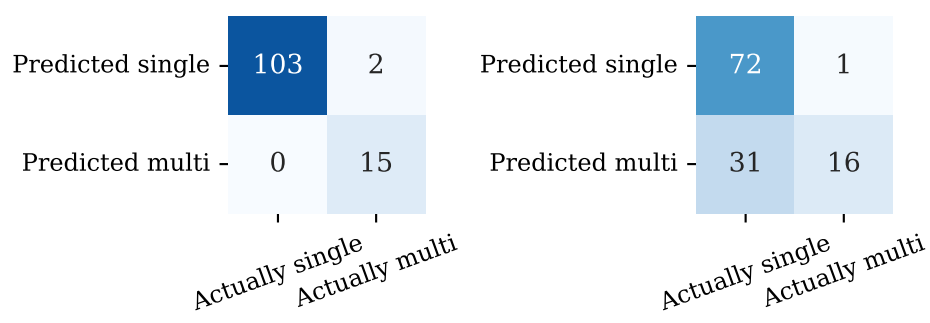 Predicted single 103 2
Predicted multi 0 15
Actually single
Actually multi
Predicted single 72 1
Predicted multi 31 16
Actually single
Actually multi